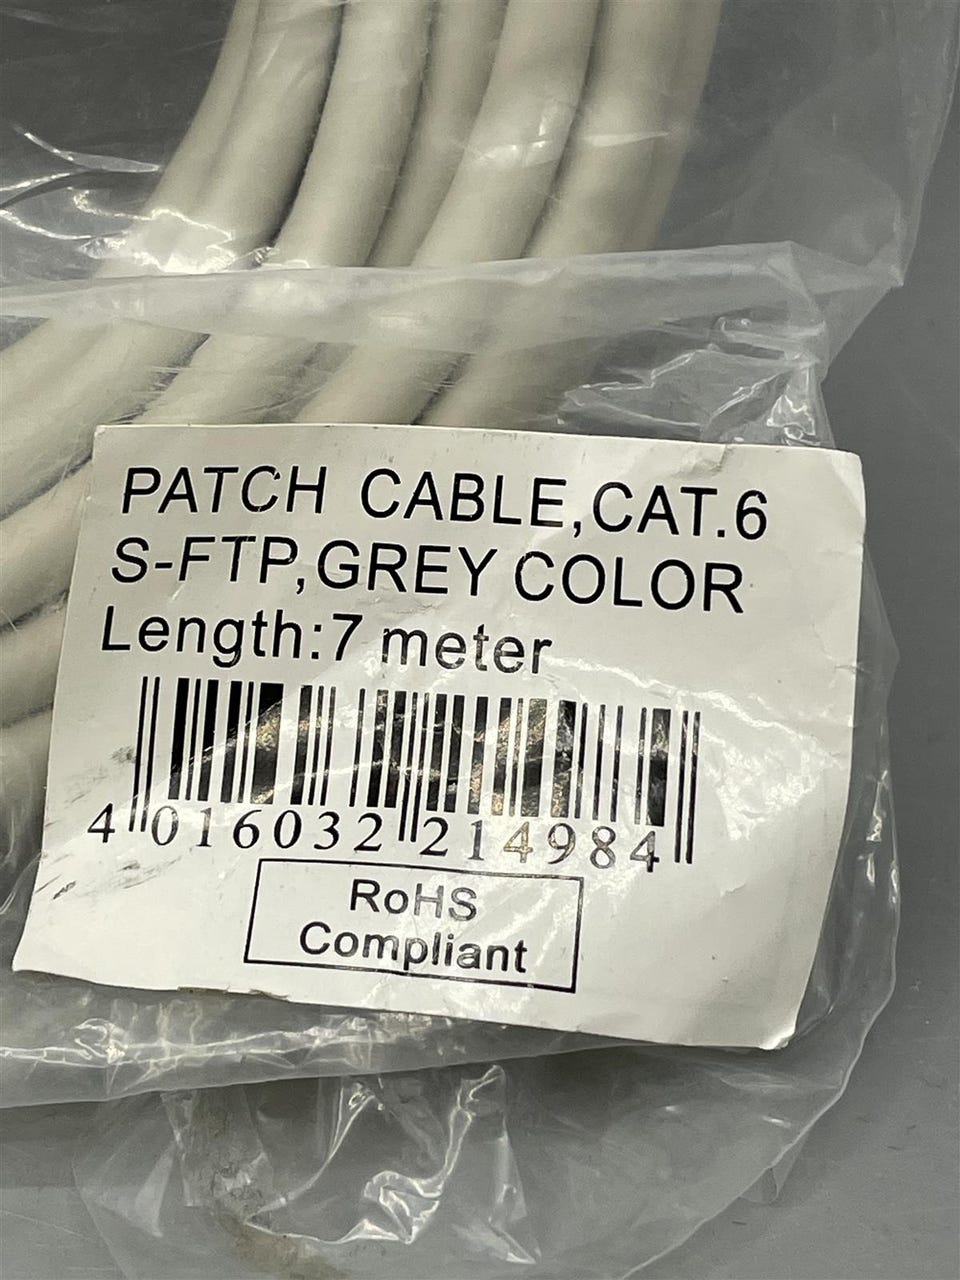 PATCH CABLE,CAT.6
S-FTP,GREY COLOR
Length:7 meter
4 016032 214984
RoHS
Compliant